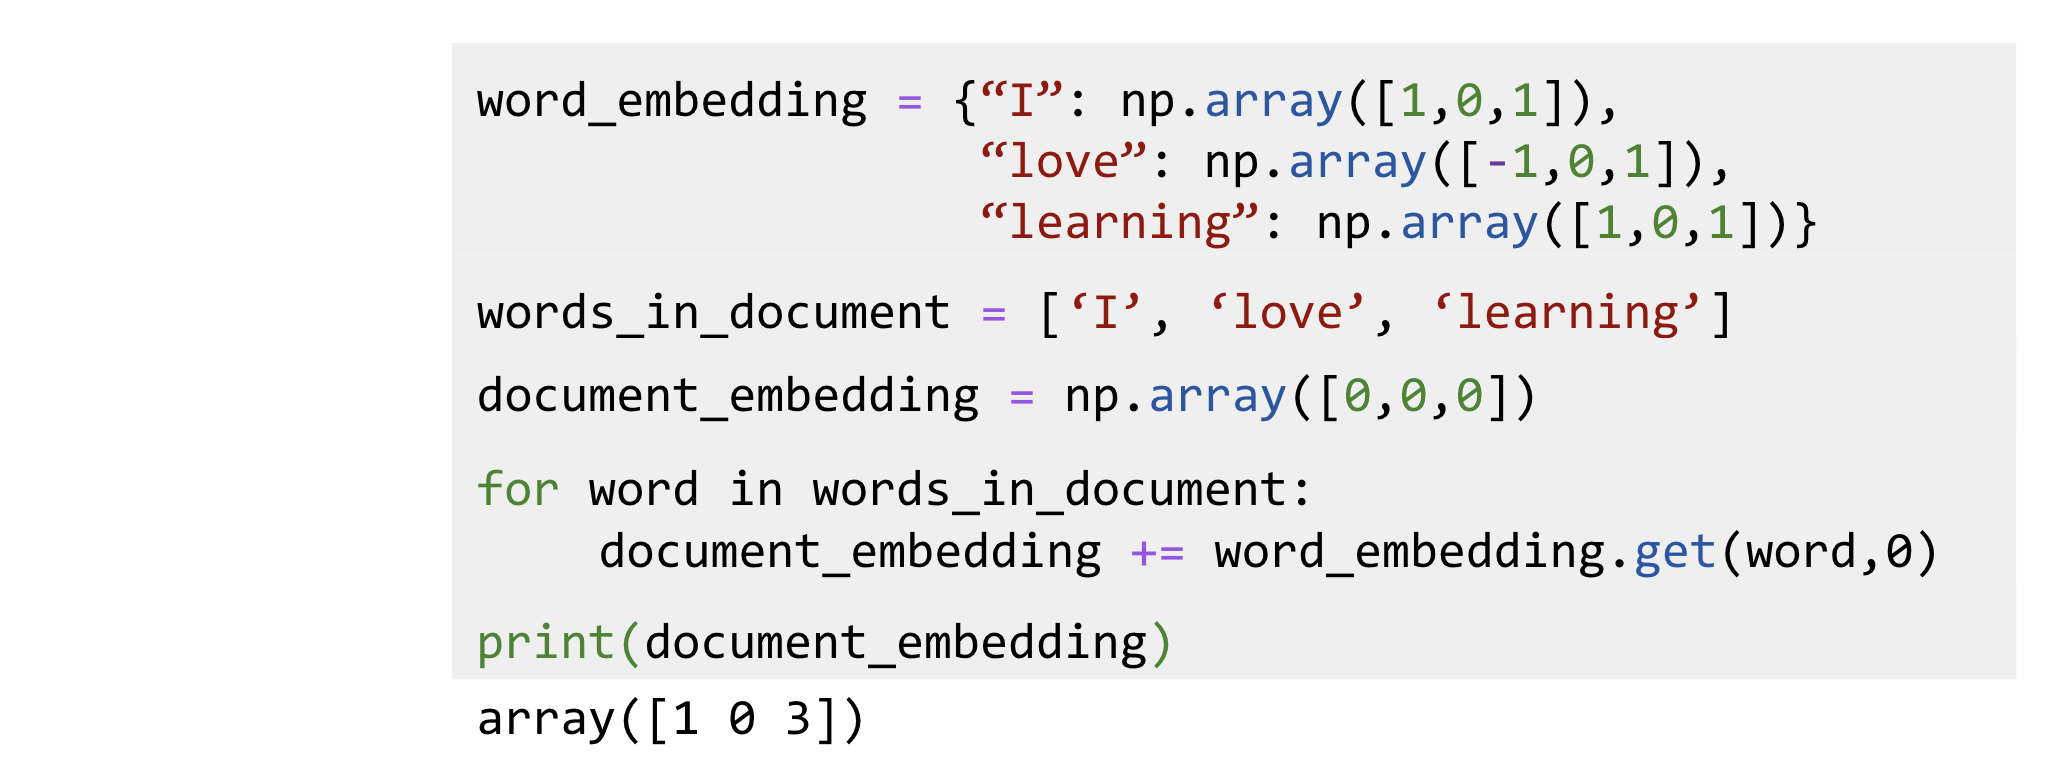 word_embedding = {“I”: np.array([1,0,1]),
“love”: np.array([-1,0,1]),
“learning”: np.array([1,0,1])}
words_in_document = [‘I’, ‘love’, ‘learning’]
document_embedding = np.array([0,0,0])
for word in words_in_document:
document_embedding += word_embedding.get(word,0)
print(document_embedding)
array([1 0 3])